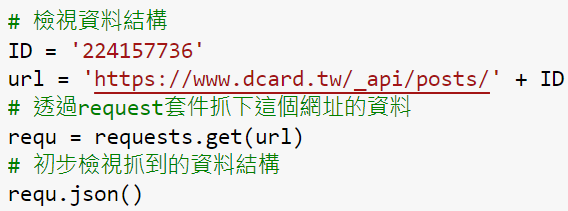 # 檢視資料結構
ID = '224157736'
url = 'https://www.dcard.tw/_api/posts/' + ID
# 透過request套件抓下這個網址的資料
requ = requests.get(url)
# 初步檢視抓到的資料結構
requ.json()